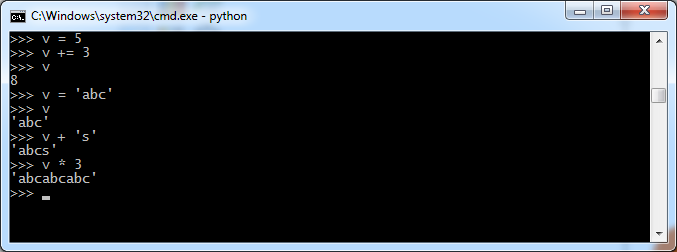 C:\Windows\system32\cmd.exe - python
>>> v = 5
>>> v += 3
>>> v
8
>>> v = 'abc'
>>> v
'abc'
>>> v + 's'
'abcs'
>>> v * 3
'abcabcabc'
>>>